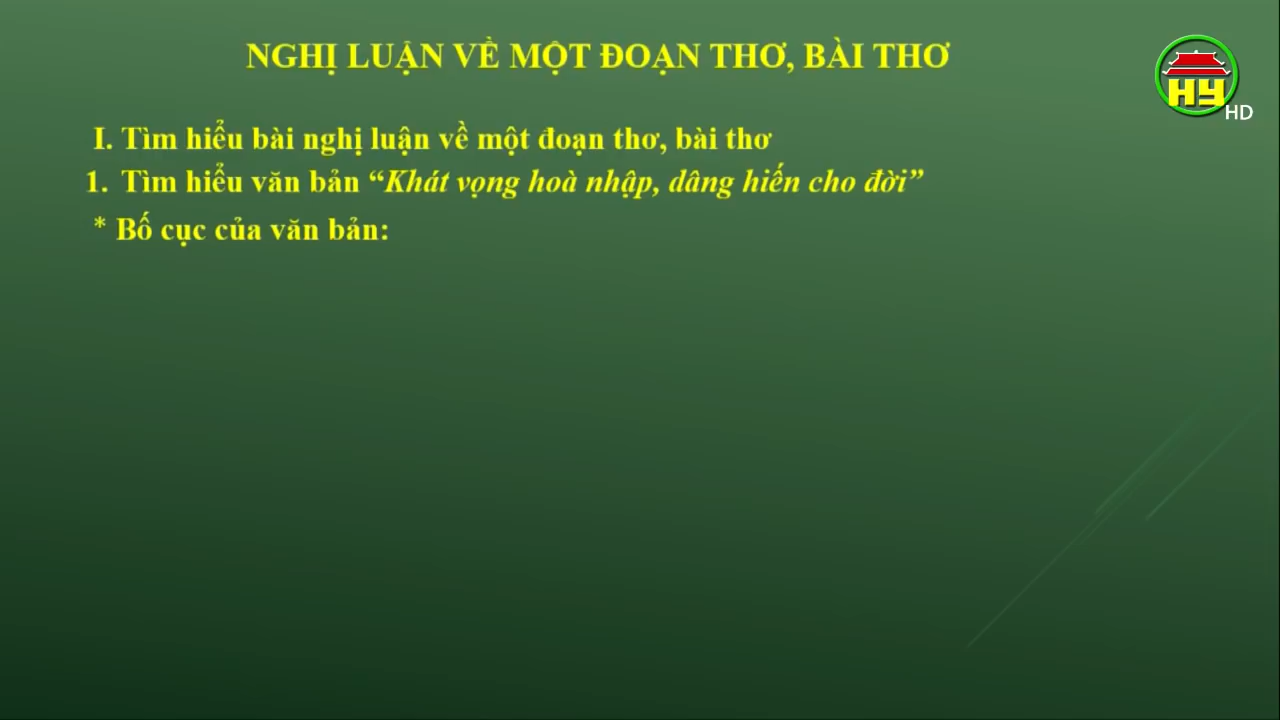 NGHỊ LUẬN VỀ MỘT ĐOẠN THƠ, BÀI THƠ
HY
HD
I. Tìm hiểu bài nghị luận về một đoạn thơ, bài thơ
1. Tìm hiểu văn bản “Khát vọng hoà nhập, dâng hiến cho đời”
* Bố cục của văn bản: